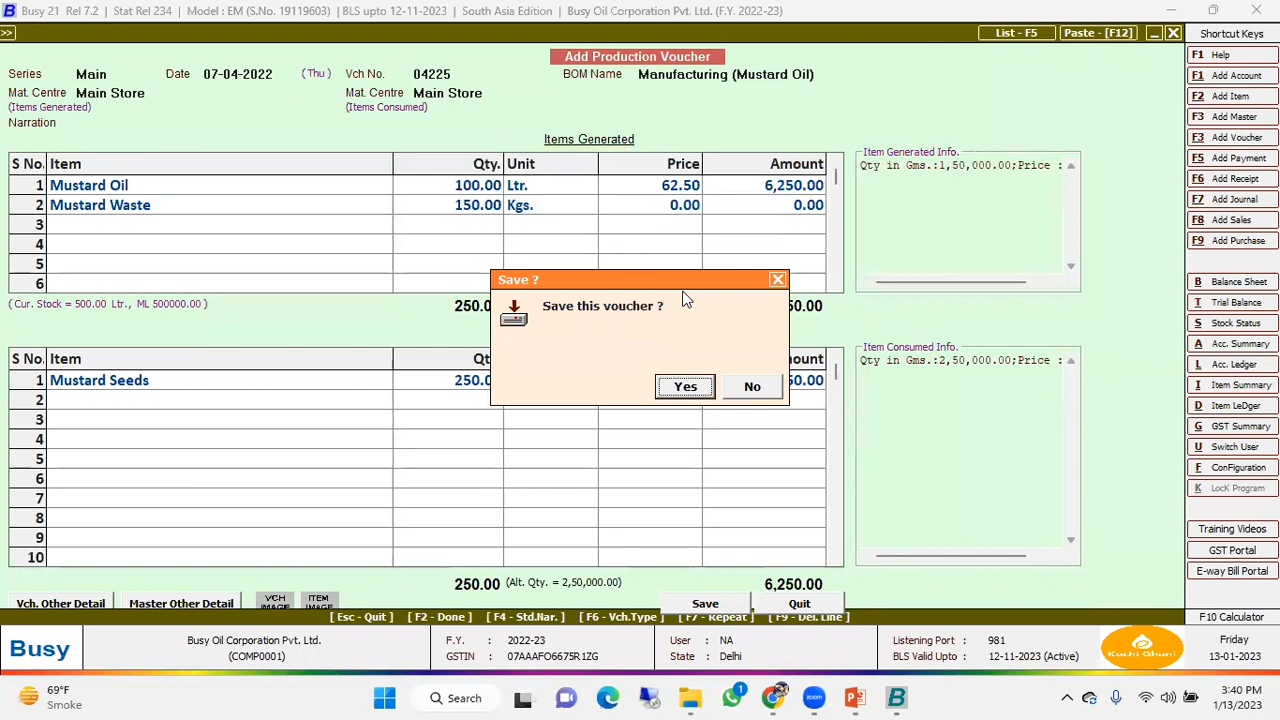 Busy 21 Rel 7.2 | Stat Rel 234 | Model : EM (S.No. 19119603) | BLS upto 12-11-2023 | South Asia Edition | Busy Oil Corporation Pvt. Ltd. (F.Y. 2022-23)
>> List - F5 Paste - [F12] Shortcut Keys
Add Production Voucher
Series Main Date 07-04-2022 (Thu) Vch No. 04225 BOM Name Manufacturing (Mustard Oil)
Mat. Centre Main Store Mat. Centre Main Store
(Items Generated) (Items Consumed)
Narration
Items Generated
S No. Item Qty. Unit Price Amount
1 Mustard Oil 100.00 Ltr. 62.50 6,250.00
2 Mustard Waste 150.00 Kgs. 0.00 0.00
3
4
5
6
(Cur. Stock = 500.00 Ltr., ML 500000.00)
250.0
50.00
Item Generated Info.
Qty in Gms.:1,50,000.00;Price :
Save ?
Save this voucher ?
Yes No
S No. Item Qt mount
1 Mustard Seeds 250.0 50.00
2
3
4
5
6
7
8
9
10
Item Consumed Info.
Qty in Gms.:2,50,000.00;Price :
250.00 (Alt. Qty. = 2,50,000.00) 6,250.00
Vch. Other Detail Master Other Detail VCH IMAGE ITEM IMAGE Save Quit
[ Esc - Quit ] [ F2 - Done ] [ F4 - Std.Nar. ] [ F6 - Vch.Type ] [ F7 - Repeat ] [ F9 - Del. Line ]
F1 Help
F1 Add Account
F2 Add Item
F3 Add Master
F3 Add Voucher
F5 Add Payment
F6 Add Receipt
F7 Add Journal
F8 Add Sales
F9 Add Purchase
B Balance Sheet
T Trial Balance
S Stock Status
A Acc. Summary
L Acc. Ledger
I Item Summary
D Item LeDger
G GST Summary
U Switch User
F ConFiguration
K LocK Program
Training Videos
GST Portal
E-way Bill Portal
F10 Calculator
Busy
Busy Oil Corporation Pvt. Ltd.
(COMP0001)
F.Y. : 2022-23
GSTIN : 07AAAFO6675R1ZG
User : NA
State : Delhi
Listening Port : 981
BLS Valid Upto : 12-11-2023 (Active)
Kachi Ghani
Friday
13-01-2023
69°F
Smoke
Search
1
zoom
3:40 PM
1/13/2023